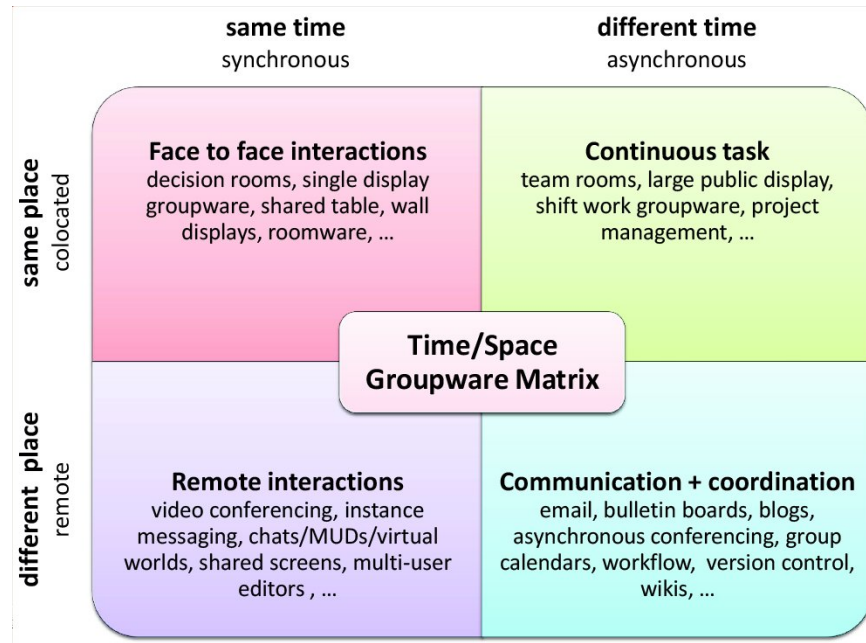 same time
synchronous
different time
asynchronous
same place
colocated
Face to face interactions
decision rooms, single display
groupware, shared table, wall
displays, roomware, ...
Continuous task
team rooms, large public display,
shift work groupware, project
management, ...
Time/Space
Groupware Matrix
different place
remote
Remote interactions
video conferencing, instance
messaging, chats/MUDs/virtual
worlds, shared screens, multi-user
editors , ...
Communication + coordination
email, bulletin boards, blogs,
asynchronous conferencing, group
calendars, workflow, version control,
wikis, ...